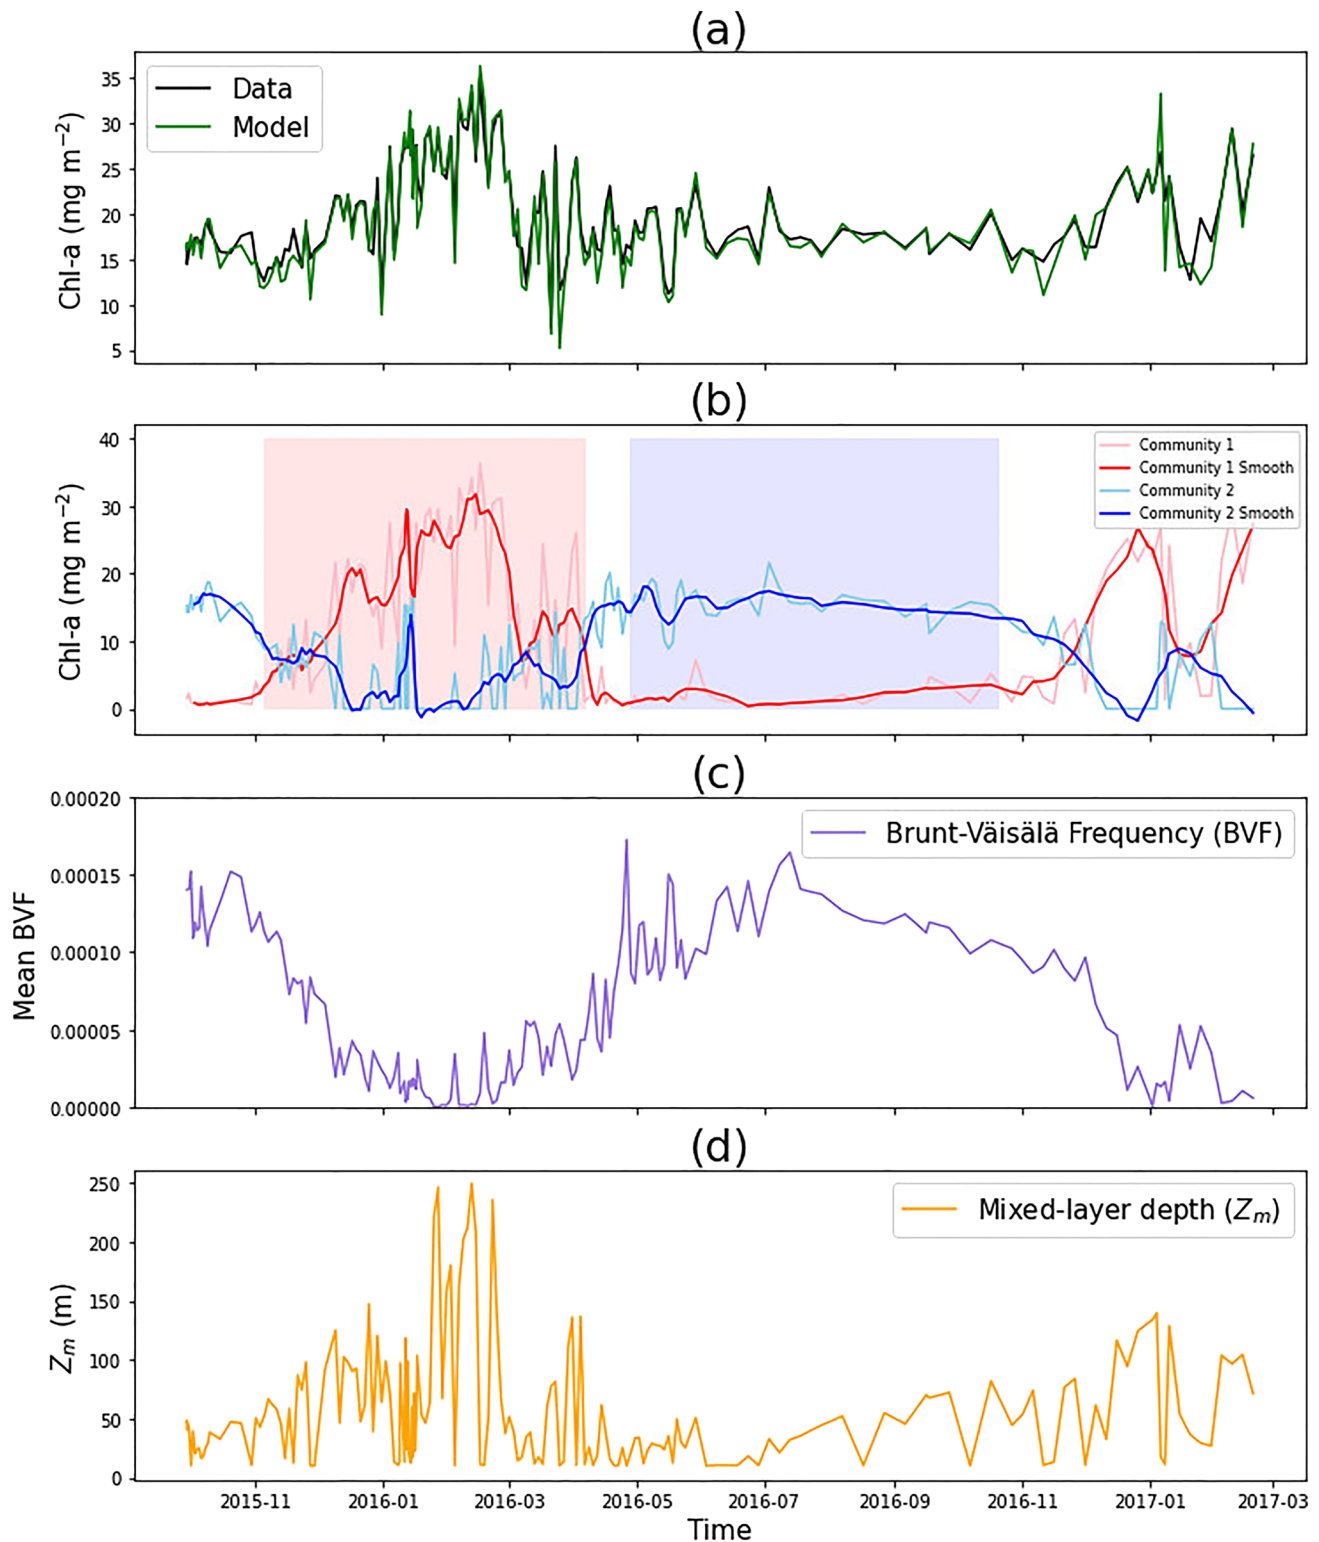 (a)
Chl-a (mg m⁻²)
35
30
25
20
15
10
5
Data
Model
(b)
Chl-a (mg m⁻²)
40
30
20
10
0
Community 1
Community 1 Smooth
Community 2
Community 2 Smooth
(c)
Mean BVF
0.00020
0.00015
0.00010
0.00005
0.00000
Brunt-Väisälä Frequency (BVF)
(d)
Zₘ (m)
250
200
150
100
50
0
Mixed-layer depth (Zₘ)
2015-11 2016-01 2016-03 2016-05 2016-07 2016-09 2016-11 2017-01 2017-03
Time